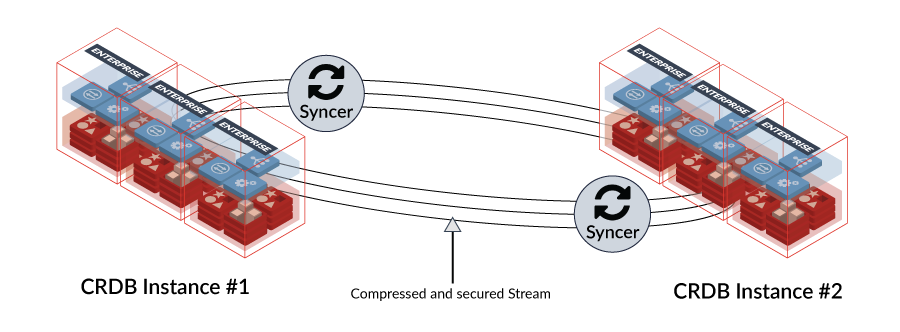 ENTERPRISE
ENTERPRISE
ENTERPRISE
Syncer
ENTERPRISE
ENTERPRISE
ENTERPRISE
Syncer
CRDB Instance #1
Compressed and secured Stream
CRDB Instance #2